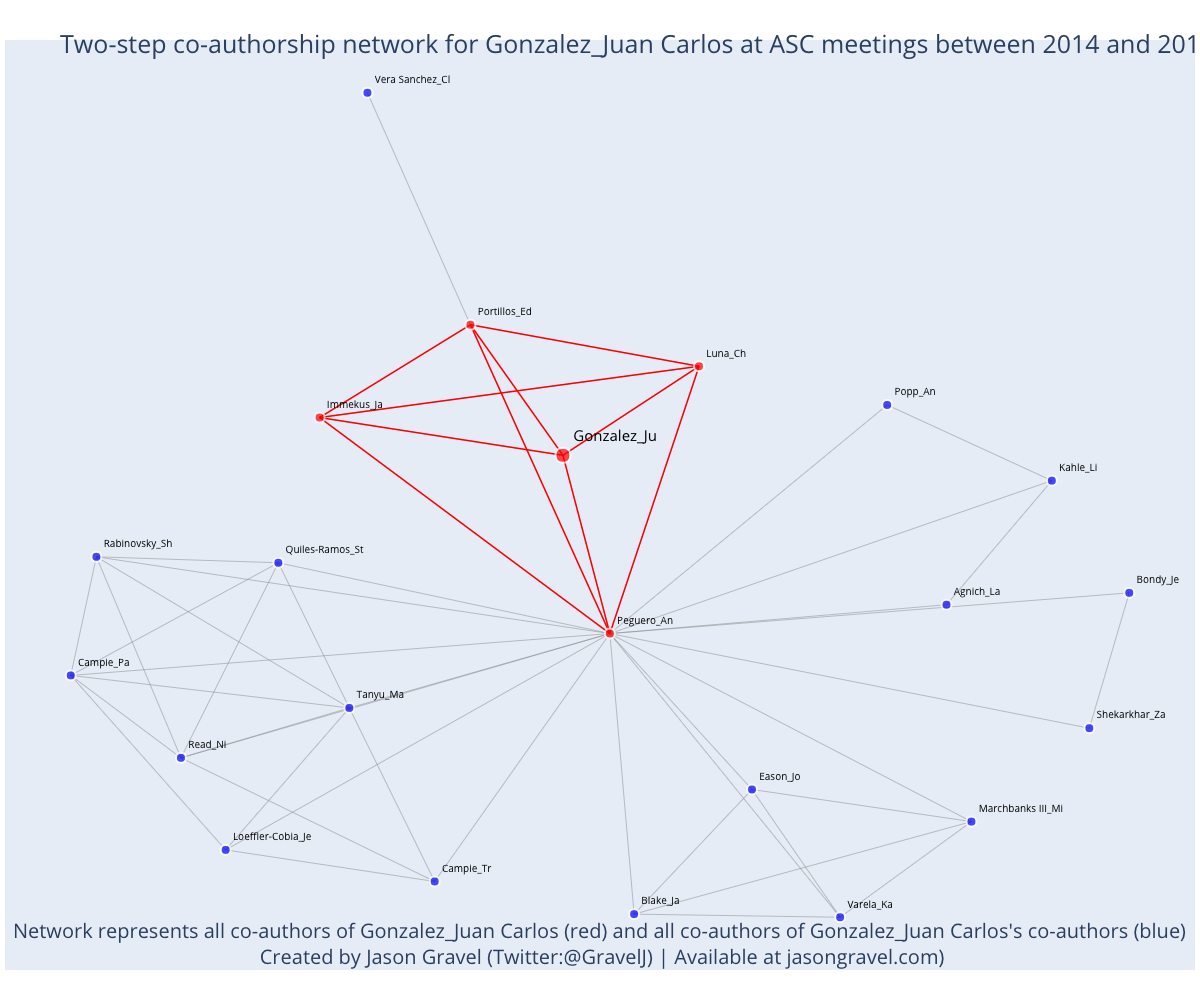 Two-step co-authorship network for Gonzalez_Juan Carlos at ASC meetings between 2014 and 201
Vera Sanchez_Cl
Portillos_Ed
Luna_Ch
Popp_An
Immekus_Ja
Gonzalez_Ju
Kahle_Li
Rabinovsky_Sh
Quiles-Ramos_St
Bondy_Je
Agnich_La
Peguero_An
Campie_Pa
Tanyu_Ma
Shekarkhar_Za
Read_Ni
Eason_Jo
Marchbanks III_Mi
Loeffler-Cobia_Je
Campie_Tr
Blake_Ja
Varela_Ka
Network represents all co-authors of Gonzalez_Juan Carlos (red) and all co-authors of Gonzalez_Juan Carlos's co-authors (blue)
Created by Jason Gravel (Twitter:@GravelJ) | Available at jasongravel.com)